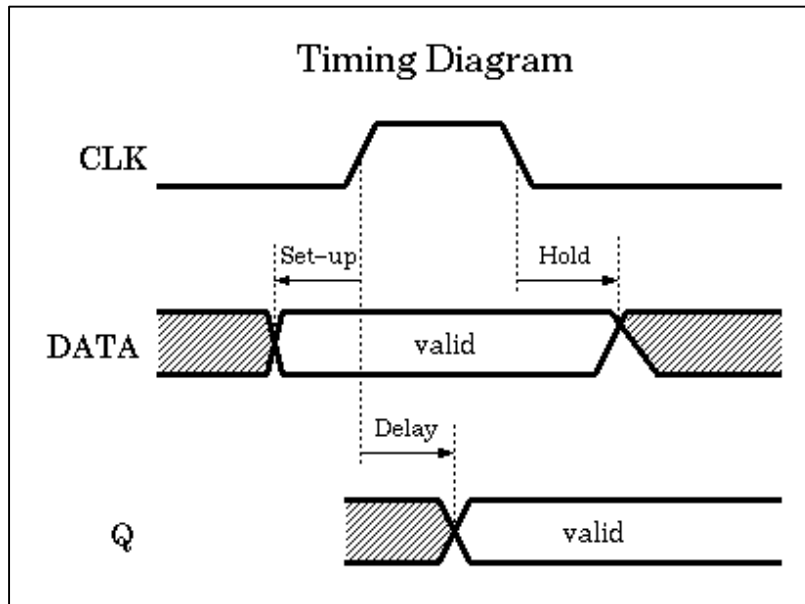 Timing Diagram
CLK
Set-up
Hold
DATA
valid
Delay
Q
valid